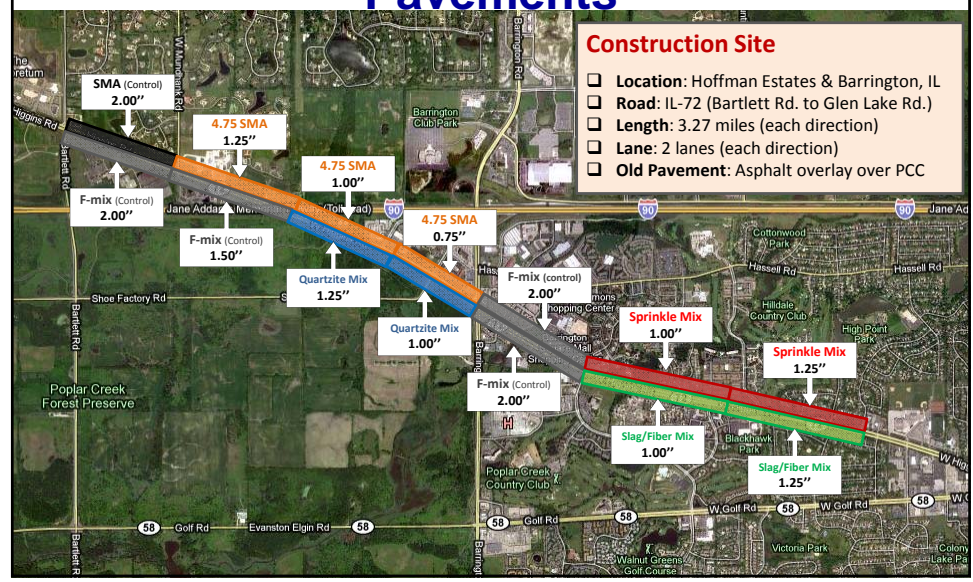 Pavements
Construction Site
❑ Location: Hoffman Estates & Barrington, IL
❑ Road: IL-72 (Bartlett Rd. to Glen Lake Rd.)
❑ Length: 3.27 miles (each direction)
❑ Lane: 2 lanes (each direction)
❑ Old Pavement: Asphalt overlay over PCC
The
W Mundhank Rd
Barrington Rd
SMA (Control)
2.00’’
Higgins Rd
4.75 SMA
1.25’’
Barrington
Club Park
Bartlett Rd
4.75 SMA
1.00’’
F-mix (Control)
2.00’’
Jane Addams
90
90
90
4.75 SMA
0.75’’
F-mix (Control)
1.50’’
Cottonwood
Park
Hassell Rd
Hassell Rd
Quartzite Mix
1.25’’
F-mix (control)
2.00’’
Shoe Factory Rd
Shopping Center
Hilldale
Country Club
Sprinkle Mix
1.00’’
High Point
Park
Bartlett Rd
Quartzite Mix
1.00’’
Mall
Sprinkle Mix
1.25’’
Poplar Creek
Forest Preserve
F-mix (Control)
2.00’’
H
Slag/Fiber Mix
1.00’’
Blackhawk
Park
Slag/Fiber Mix
1.25’’
Poplar Creek
Country Club
58
Golf Rd
Evanston Elgin Rd
58
58
Golf Rd
58
W Golf Rd
58
W Golf Rd
58
Walnut Greens
Golf Course
Victoria Park
Colony